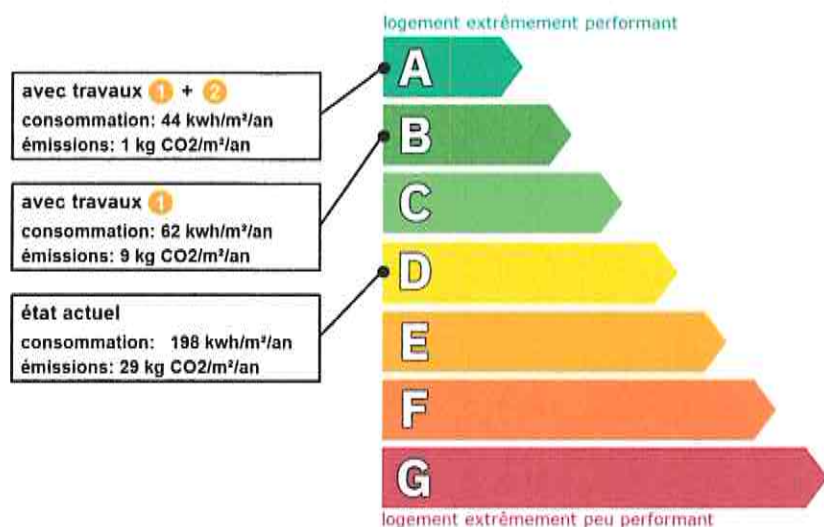 logement extrêmement performant
A
avec travaux 1 + 2
consommation: 44 kwh/m²/an
émissions: 1 kg CO2/m²/an
B
avec travaux 1
consommation: 62 kwh/m²/an
émissions: 9 kg CO2/m²/an
C
D
état actuel
consommation: 198 kwh/m²/an
émissions: 29 kg CO2/m²/an
E
F
G
logement extrêmement peu performant